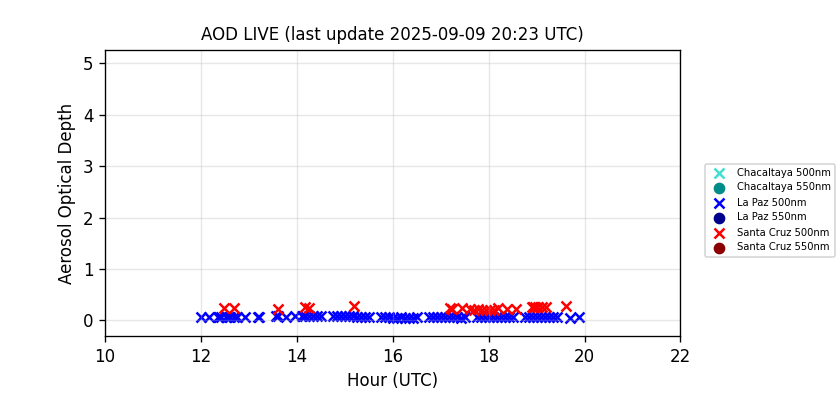 AOD LIVE (last update 2025-09-09 20:23 UTC)
Aerosol Optical Depth
5
4
3
2
1
0
10 12 14 16 18 20 22
Hour (UTC)
Chacaltaya 500nm
Chacaltaya 550nm
La Paz 500nm
La Paz 550nm
Santa Cruz 500nm
Santa Cruz 550nm